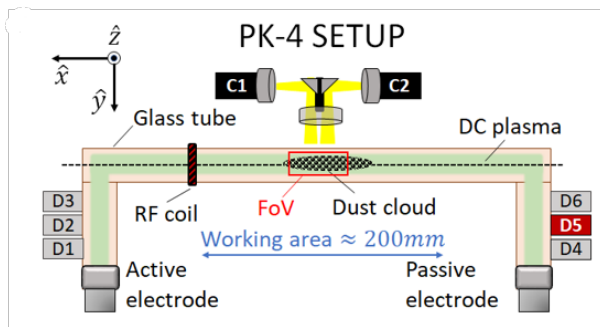 PK-4 SETUP
ẑ
x̂
ŷ
C1
C2
Glass tube
DC plasma
D3
D2
D1
RF coil
FoV
Dust cloud
D6
D5
D4
Working area ≈ 200mm
Active
electrode
Passive
electrode